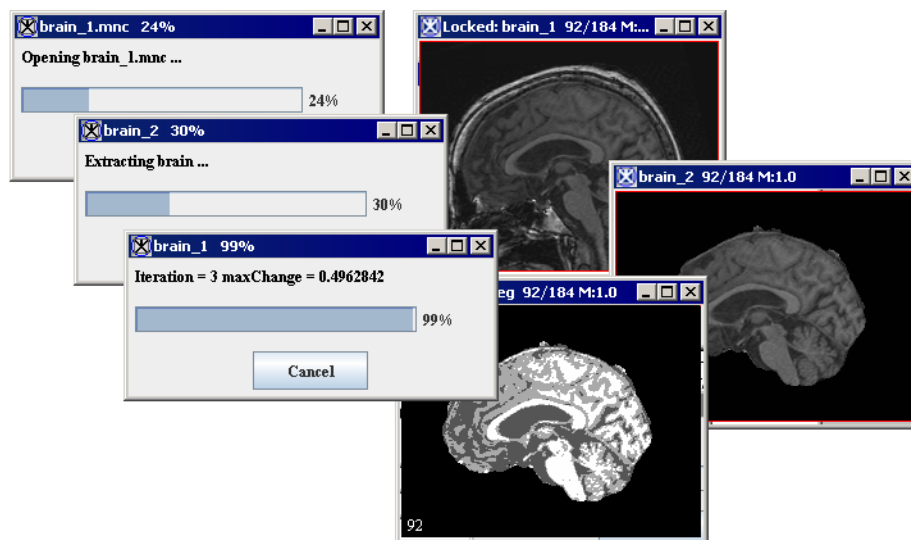 brain_1.mnc 24%
Opening brain_1.mnc ...
24%
brain_2 30%
Extracting brain ...
30%
brain_1 99%
Iteration = 3 maxChange = 0.4962842
99%
Cancel
Locked: brain_1 92/184 M:...
brain_2 92/184 M:1.0
eg 92/184 M:1.0
92